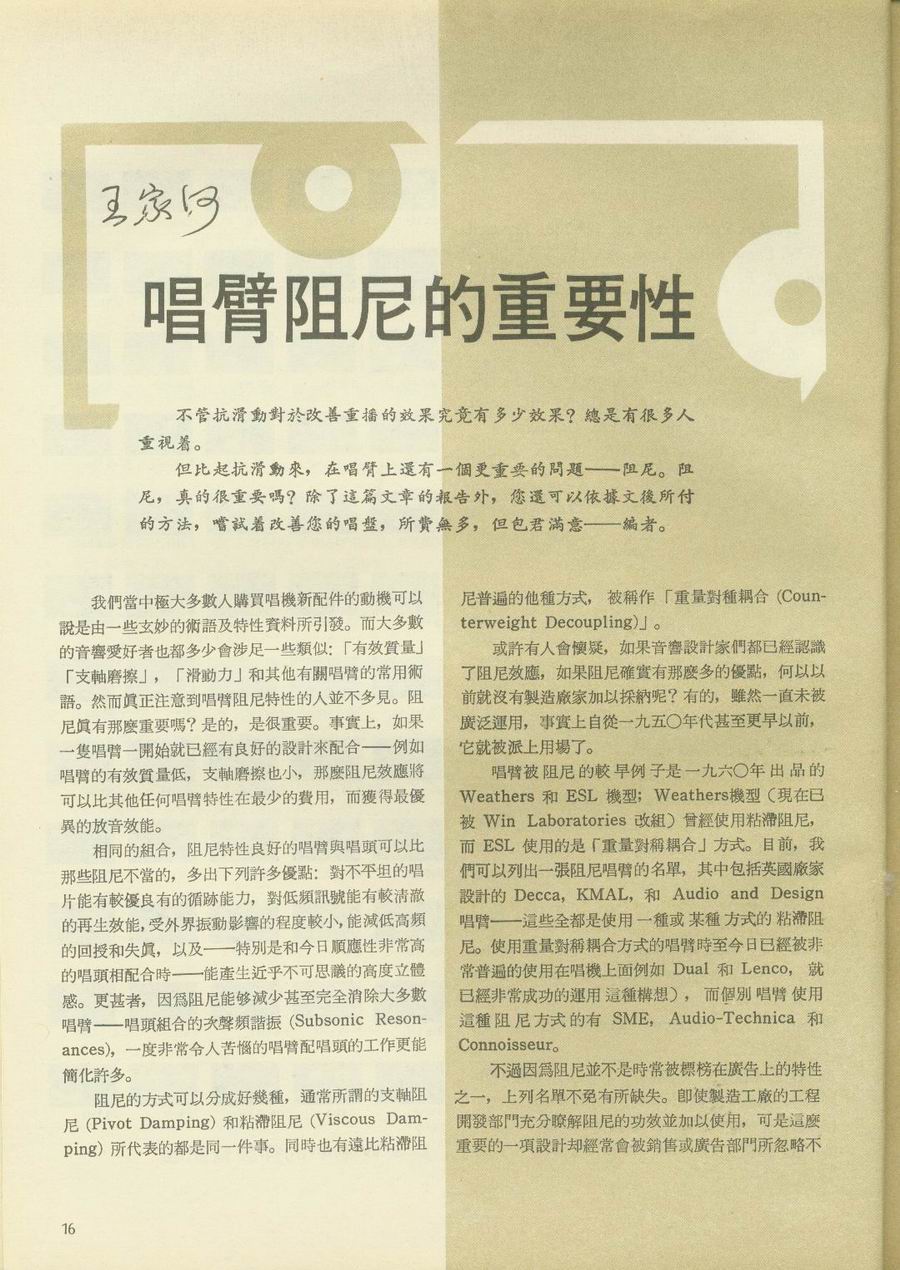 王家河
唱臂阻尼的重要性
不管抗滑動對於改善重播的效果究竟有多少效果?總是有很多人
重視着。
但比起抗滑動來,在唱臂上還有一個更重要的問題——阻尼。阻
尼,真的很重要嗎?除了這篇文章的報告外,您還可以依據文後所付
的方法,嚐試着改善您的唱盤,所費無多,但包君滿意——編者。
我們當中極大多數人購買唱機新配件的動機可以
說是由一些玄妙的術語及特性資料所引發。而大多數
的音響愛好者也都多少會涉足一些類似:「有效質量」
「支軸磨擦」,「滑動力」和其他有關唱臂的常用術
語。然而眞正注意到唱臂阻尼特性的人並不多見。阻
尼眞有那麽重要嗎?是的,是很重要。事實上,如果
一隻唱臂一開始就已經有良好的設計來配合——例如
唱臂的有效質量低,支軸磨擦也小,那麽阻尼效應將
可以比其他任何唱臂特性在最少的費用,而獲得最優
異的放音效能。
相同的組合,阻尼特性良好的唱臂與唱頭可以比
那些阻尼不當的,多出下列許多優點:對不平坦的唱
片能有較優良有的循跡能力,對低頻訊號能有較淸澈
的再生效能,受外界振動影響的程度較小,能減低高頻
的回授和失眞,以及——特別是和今日順應性非常高
的唱頭相配合時——能產生近乎不可思議的高度立體
感。更甚者,因爲阻尼能够減少甚至完全消除大多數
唱臂——唱頭組合的次聲頻諧振 (Subsonic Reson-
ances),一度非常令人苦惱的唱臂配唱頭的工作更能
簡化許多。
阻尼的方式可以分成好幾種,通常所謂的支軸阻
尼 (Pivot Damping) 和粘滯阻尼 (Viscous Dam-
ping) 所代表的都是同一件事。同時也有遠比粘滯阻
尼普遍的他種方式,被稱作「重量對種耦合 (Coun-
terweight Decoupling)」。
或許有人會懷疑,如果音響設計家們都已經認識
了阻尼效應,如果阻尼確實有那麽多的優點,何以以
前就沒有製造廠家加以採納呢?有的,雖然一直未被
廣泛運用,事實上自從一九五〇年代甚至更早以前,
它就被派上用場了。
唱臂被阻尼的較早例子是一九六〇年出品的
Weathers 和 ESL 機型;Weathers機型(現在已
被 Win Laboratories 改組)曾經使用粘滯阻尼,
而 ESL 使用的是「重量對稱耦合」方式。目前,我
們可以列出一張阻尼唱臂的名單,其中包括英國廠家
設計的 Decca, KMAL, 和 Audio and Design
唱臂——這些全都是使用一種或某種方式的粘滯阻
尼。使用重量對稱耦合方式的唱臂時至今日已經被非
常普遍的使用在唱機上面例如 Dual 和 Lenco, 就
已經非常成功的運用這種構想),而個別唱臂使用
這種阻尼方式的有 SME, Audio-Technica 和
Connoisseur。
不過因爲阻尼並不是時常被標榜在廣告上的特性
之一,上列名單不免有所缺失。卽使製造工廠的工程
開發部門充分瞭解阻尼的功效並加以使用,可是這麽
重要的一項設計却經常會被銷售或廣告部門所忽略不
16